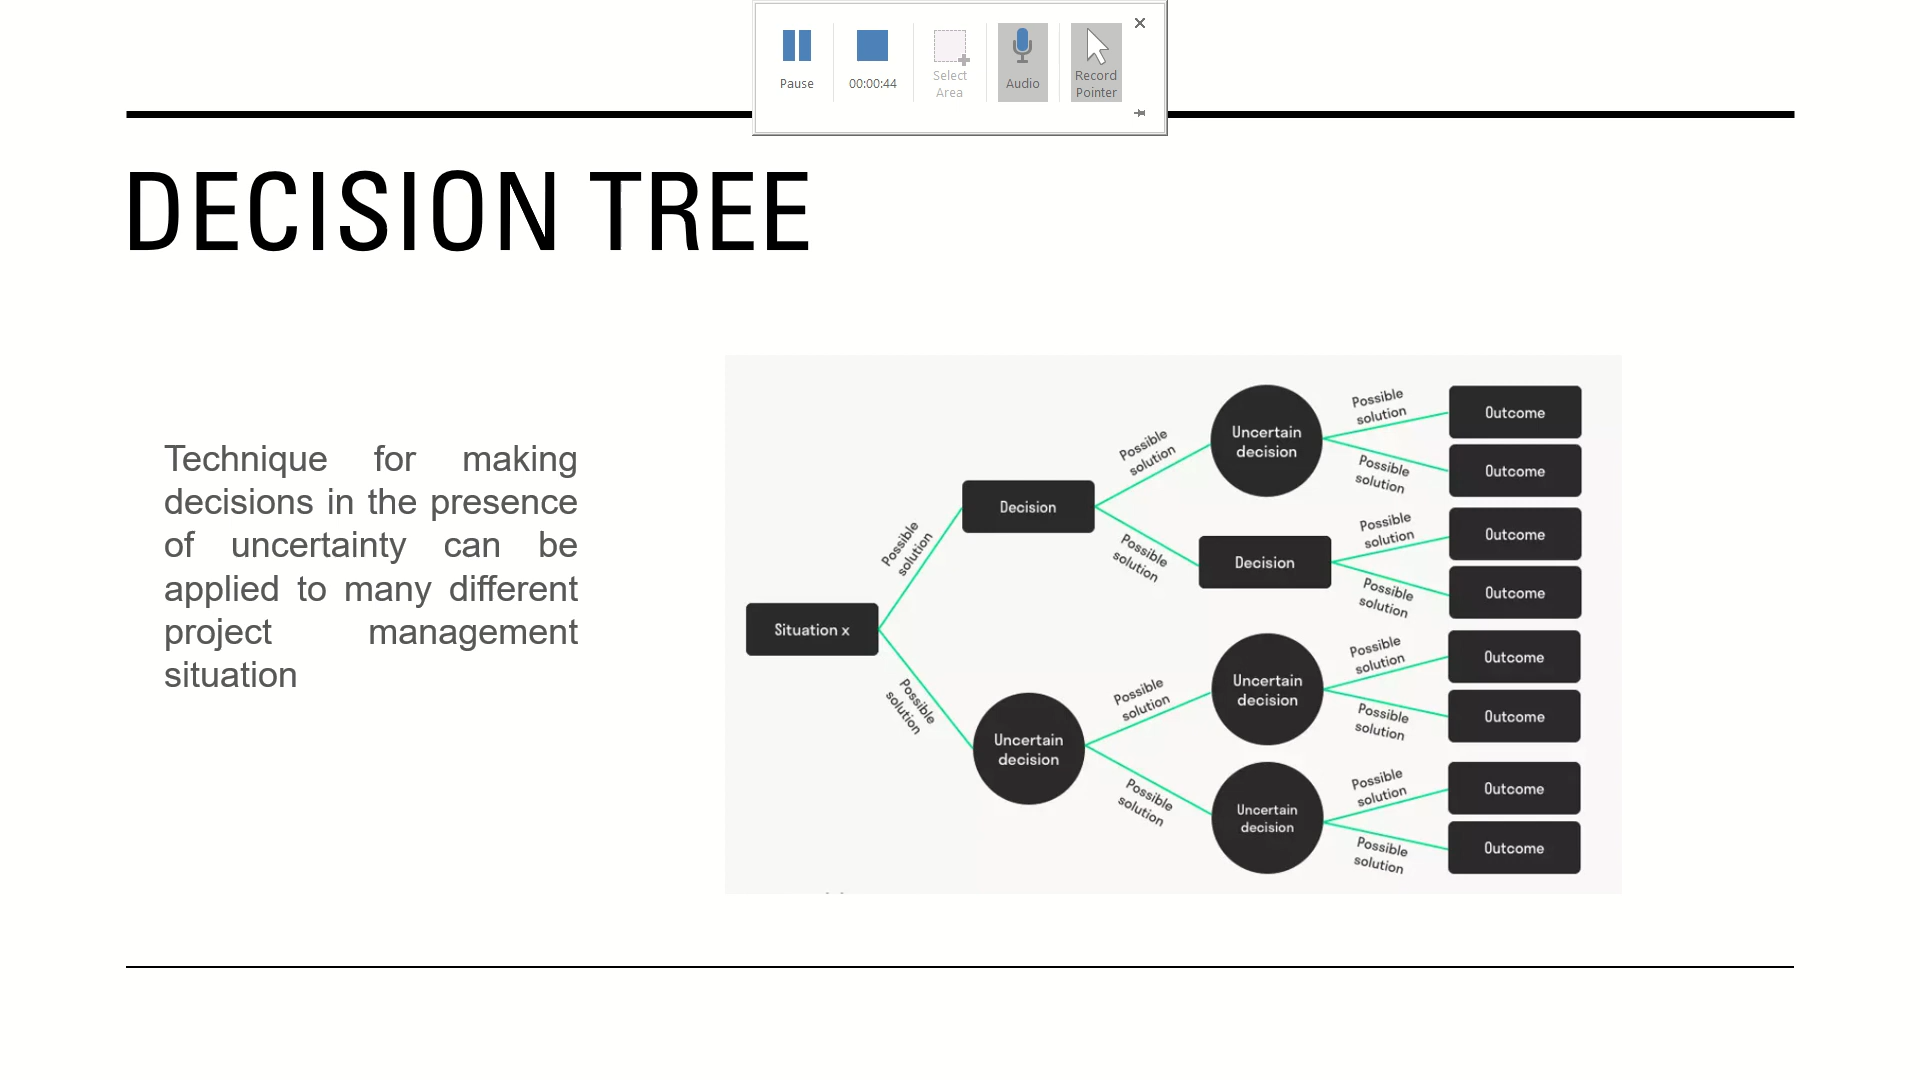 Pause
00:00:44
Select
Area
Audio
Record
Pointer
DECISION TREE
Technique for making
decisions in the presence
of uncertainty can be
applied to many different
project management
situation
Situation x
Possible
solution
Possible
solution
Decision
Uncertain
decision
Possible
solution
Possible
solution
Possible
solution
Possible
solution
Uncertain
decision
Decision
Uncertain
decision
Uncertain
decision
Possible
solution
Possible
solution
Possible
solution
Possible
solution
Possible
solution
Possible
solution
Possible
solution
Possible
solution
Outcome
Outcome
Outcome
Outcome
Outcome
Outcome
Outcome
Outcome